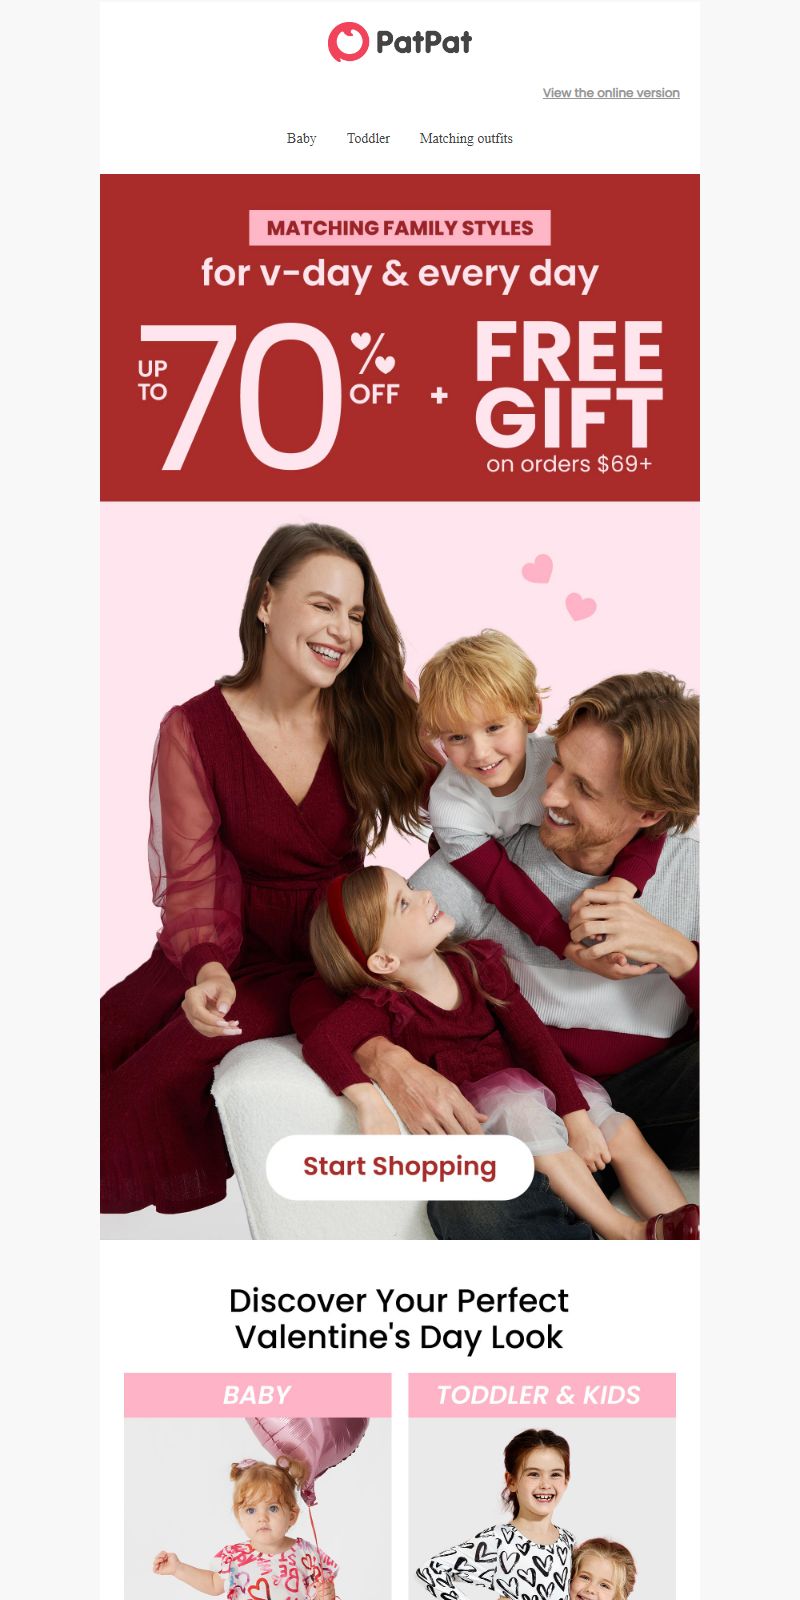 PatPat
View the online version
Baby Toddler Matching outfits
MATCHING FAMILY STYLES
for v-day & every day
UP TO 70% OFF + FREE GIFT
on orders $69+
Start Shopping
Discover Your Perfect
Valentine's Day Look
BABY
TODDLER & KIDS